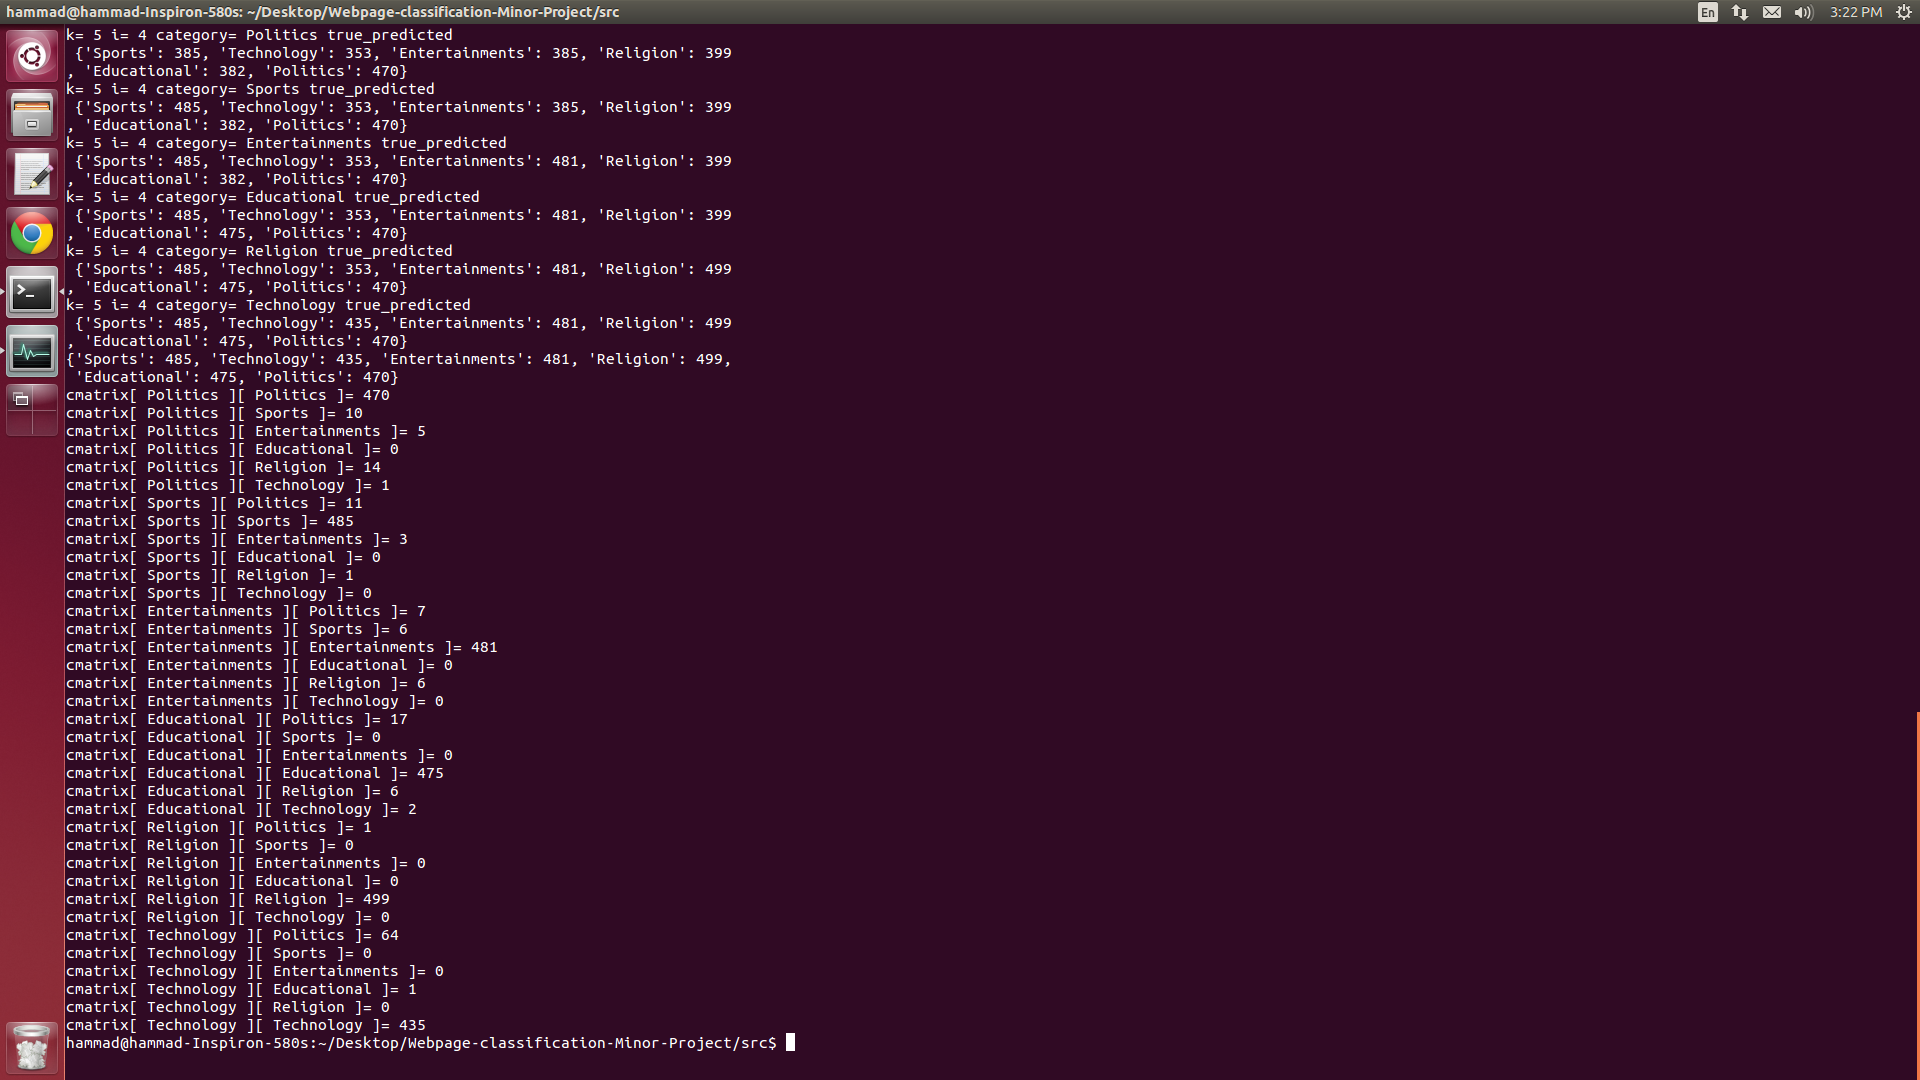 hammad@hammad-Inspiron-580s: ~/Desktop/Webpage-classification-Minor-Project/src
En
3:22 PM
k= 5 i= 4 category= Politics true_predicted
{'Sports': 385, 'Technology': 353, 'Entertainments': 385, 'Religion': 399
, 'Educational': 382, 'Politics': 470}
k= 5 i= 4 category= Sports true_predicted
{'Sports': 485, 'Technology': 353, 'Entertainments': 385, 'Religion': 399
, 'Educational': 382, 'Politics': 470}
k= 5 i= 4 category= Entertainments true_predicted
{'Sports': 485, 'Technology': 353, 'Entertainments': 481, 'Religion': 399
, 'Educational': 382, 'Politics': 470}
k= 5 i= 4 category= Educational true_predicted
{'Sports': 485, 'Technology': 353, 'Entertainments': 481, 'Religion': 399
, 'Educational': 475, 'Politics': 470}
k= 5 i= 4 category= Religion true_predicted
{'Sports': 485, 'Technology': 353, 'Entertainments': 481, 'Religion': 499
, 'Educational': 475, 'Politics': 470}
k= 5 i= 4 category= Technology true_predicted
{'Sports': 485, 'Technology': 435, 'Entertainments': 481, 'Religion': 499
, 'Educational': 475, 'Politics': 470}
{'Sports': 485, 'Technology': 435, 'Entertainments': 481, 'Religion': 499,
'Educational': 475, 'Politics': 470}
cmatrix[ Politics ][ Politics ]= 470
cmatrix[ Politics ][ Sports ]= 10
cmatrix[ Politics ][ Entertainments ]= 5
cmatrix[ Politics ][ Educational ]= 0
cmatrix[ Politics ][ Religion ]= 14
cmatrix[ Politics ][ Technology ]= 1
cmatrix[ Sports ][ Politics ]= 11
cmatrix[ Sports ][ Sports ]= 485
cmatrix[ Sports ][ Entertainments ]= 3
cmatrix[ Sports ][ Educational ]= 0
cmatrix[ Sports ][ Religion ]= 1
cmatrix[ Sports ][ Technology ]= 0
cmatrix[ Entertainments ][ Politics ]= 7
cmatrix[ Entertainments ][ Sports ]= 6
cmatrix[ Entertainments ][ Entertainments ]= 481
cmatrix[ Entertainments ][ Educational ]= 0
cmatrix[ Entertainments ][ Religion ]= 6
cmatrix[ Entertainments ][ Technology ]= 0
cmatrix[ Educational ][ Politics ]= 17
cmatrix[ Educational ][ Sports ]= 0
cmatrix[ Educational ][ Entertainments ]= 0
cmatrix[ Educational ][ Educational ]= 475
cmatrix[ Educational ][ Religion ]= 6
cmatrix[ Educational ][ Technology ]= 2
cmatrix[ Religion ][ Politics ]= 1
cmatrix[ Religion ][ Sports ]= 0
cmatrix[ Religion ][ Entertainments ]= 0
cmatrix[ Religion ][ Educational ]= 0
cmatrix[ Religion ][ Religion ]= 499
cmatrix[ Religion ][ Technology ]= 0
cmatrix[ Technology ][ Politics ]= 64
cmatrix[ Technology ][ Sports ]= 0
cmatrix[ Technology ][ Entertainments ]= 0
cmatrix[ Technology ][ Educational ]= 1
cmatrix[ Technology ][ Religion ]= 0
cmatrix[ Technology ][ Technology ]= 435
hammad@hammad-Inspiron-580s:~/Desktop/Webpage-classification-Minor-Project/src$